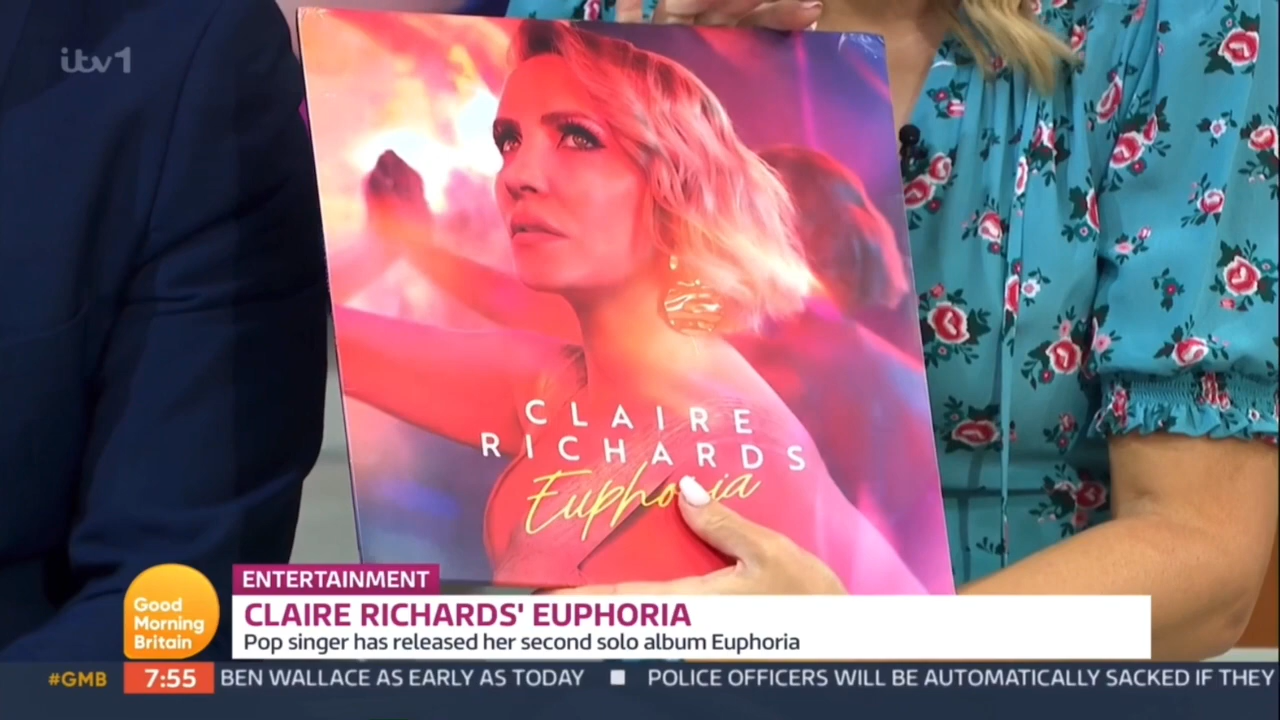 itv1
CLAIRE
RICHARDS
Euphoria
ENTERTAINMENT
Good
Morning
Britain
CLAIRE RICHARDS' EUPHORIA
Pop singer has released her second solo album Euphoria
#GMB
7:55
BEN WALLACE AS EARLY AS TODAY ■ POLICE OFFICERS WILL BE AUTOMATICALLY SACKED IF THEY